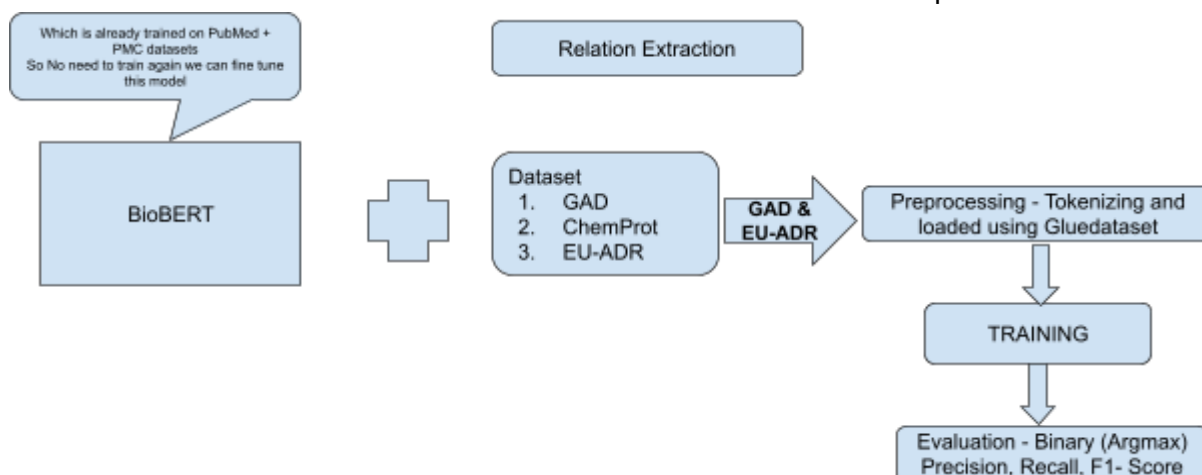 Which is already trained on PubMed +
PMC datasets
So No need to train again we can fine tune
this model
Relation Extraction
BioBERT
Dataset
1. GAD
2. ChemProt
3. EU-ADR
GAD &
EU-ADR
Preprocessing - Tokenizing and
loaded using Gluedataset
TRAINING
Evaluation - Binary (Argmax)
Precision, Recall, F1- Score